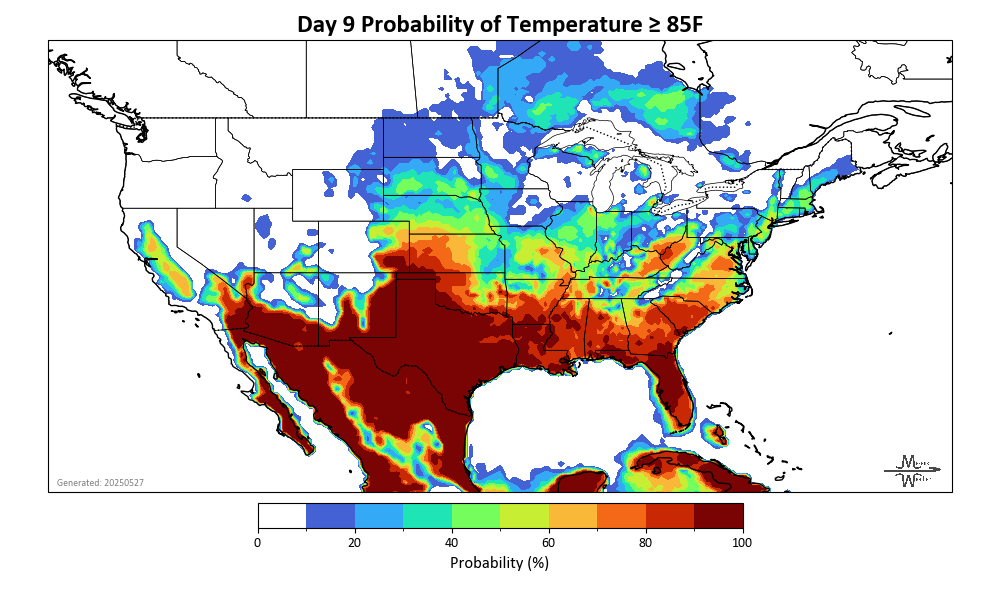 Day 9 Probability of Temperature ≥ 85F
Generated: 20250527
0 20 40 60 80 100
Probability (%)